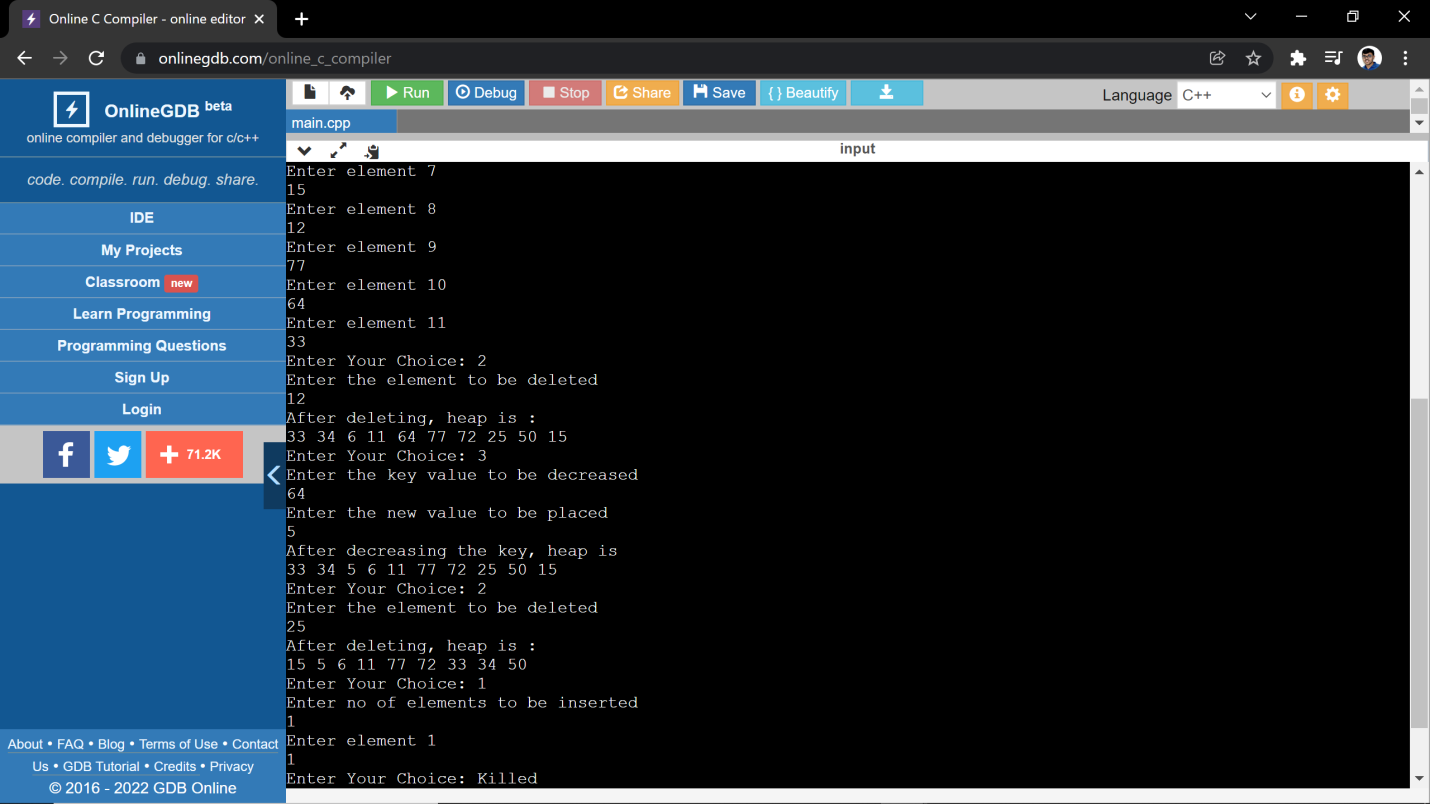 Online C Compiler - online editor
onlinegdb.com/online_c_compiler
OnlineGDB beta
online compiler and debugger for c/c++
code. compile. run. debug. share.
IDE
My Projects
Classroom new
Learn Programming
Programming Questions
Sign Up
Login
f
71.2K
About • FAQ • Blog • Terms of Use • Contact
Us • GDB Tutorial • Credits • Privacy
© 2016 - 2022 GDB Online
Run Debug Stop Share Save { } Beautify
Language C++
main.cpp
input
Enter element 7
15
Enter element 8
12
Enter element 9
77
Enter element 10
64
Enter element 11
33
Enter Your Choice: 2
Enter the element to be deleted
12
After deleting, heap is :
33 34 6 11 64 77 72 25 50 15
Enter Your Choice: 3
Enter the key value to be decreased
64
Enter the new value to be placed
5
After decreasing the key, heap is
33 34 5 6 11 77 72 25 50 15
Enter Your Choice: 2
Enter the element to be deleted
25
After deleting, heap is :
15 5 6 11 77 72 33 34 50
Enter Your Choice: 1
Enter no of elements to be inserted
1
Enter element 1
1
Enter Your Choice: Killed